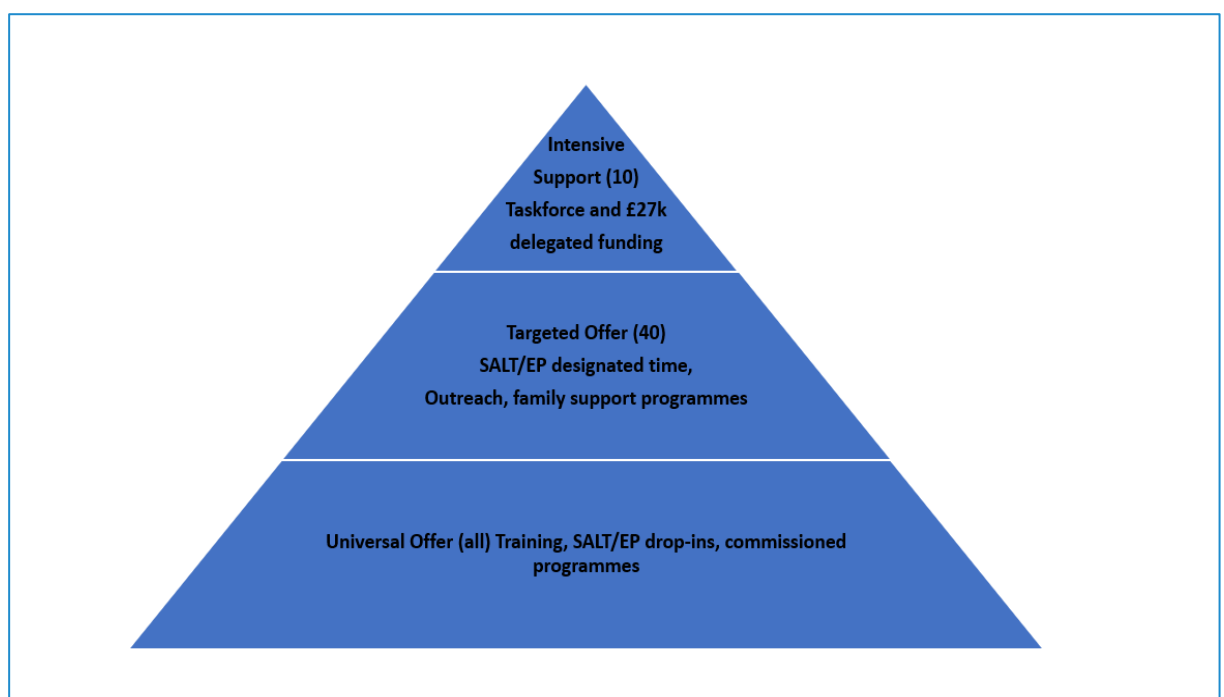 Intensive
Support (10)
Taskforce and £27k
delegated funding
Targeted Offer (40)
SALT/EP designated time,
Outreach, family support programmes
Universal Offer (all) Training, SALT/EP drop-ins, commissioned
programmes